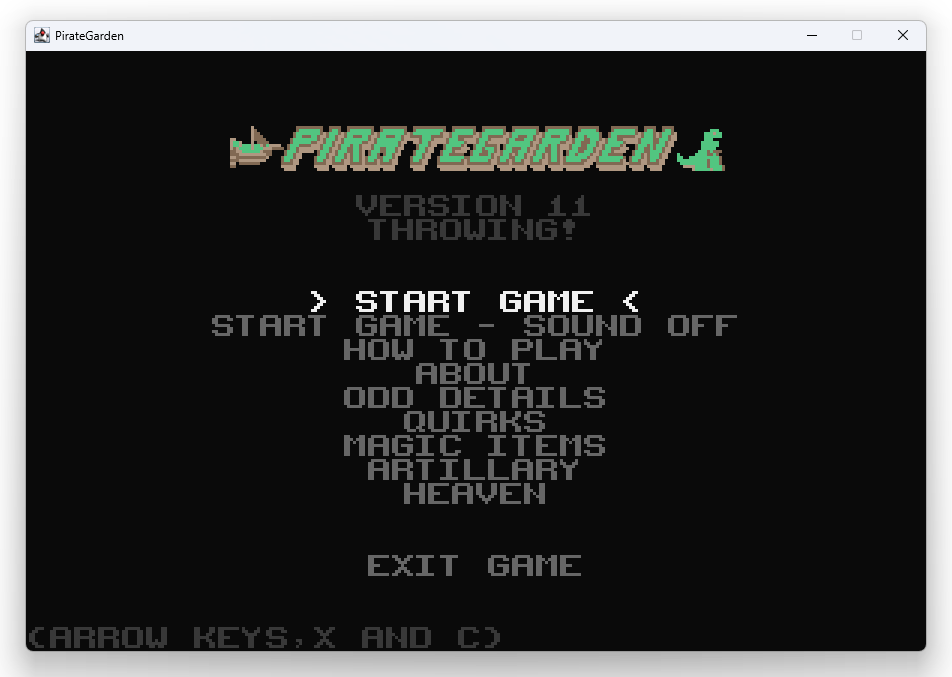 PirateGarden
PIRATEGARDEN
VERSION 11
THROWING!
> START GAME <
START GAME - SOUND OFF
HOW TO PLAY
ABOUT
ODD DETAILS
QUIRKS
MAGIC ITEMS
ARTILLARY
HEAVEN
EXIT GAME
(ARROW KEYS,X AND C)